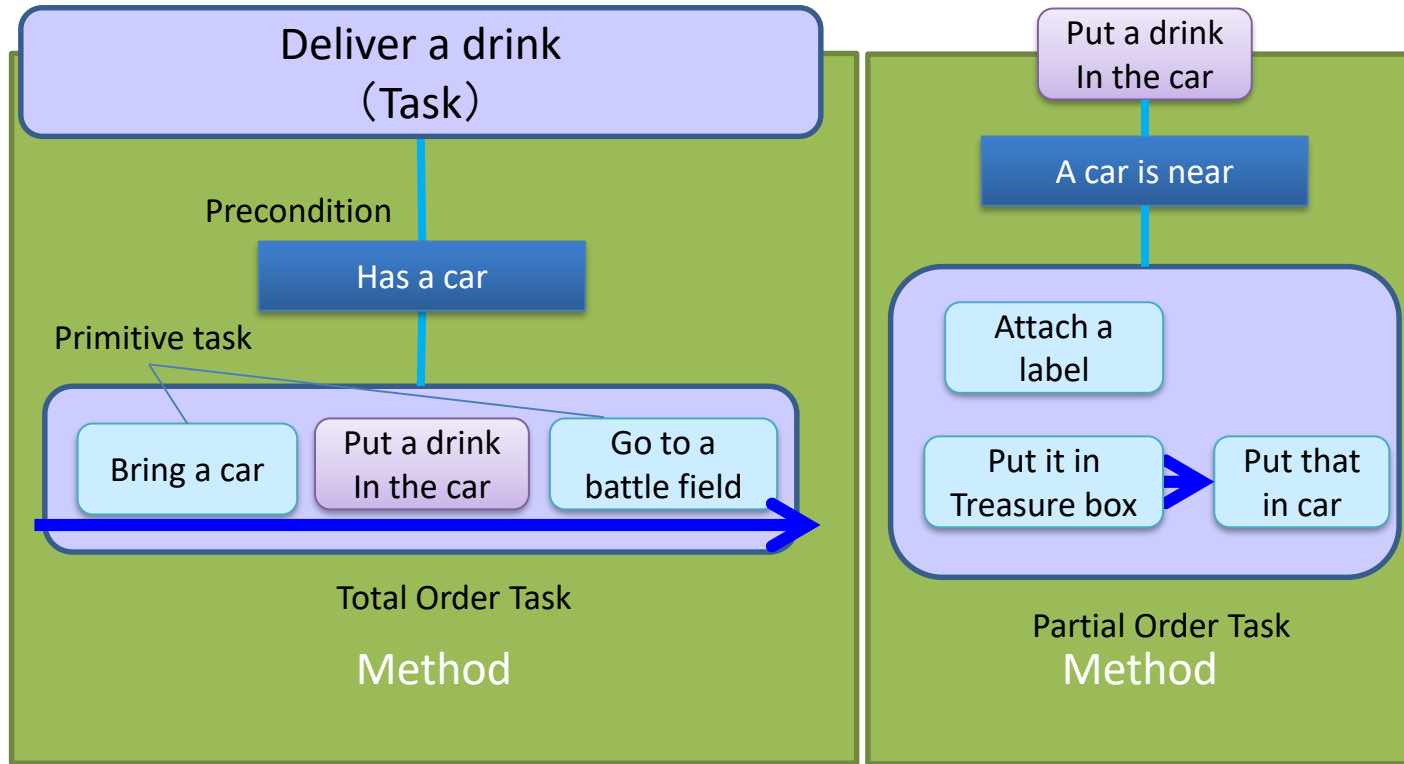 Deliver a drink
（Task）
Precondition
Has a car
Primitive task
Bring a car
Put a drink
In the car
Go to a
battle field
Total Order Task
Method
Put a drink
In the car
A car is near
Attach a
label
Put it in
Treasure box
Put that
in car
Partial Order Task
Method